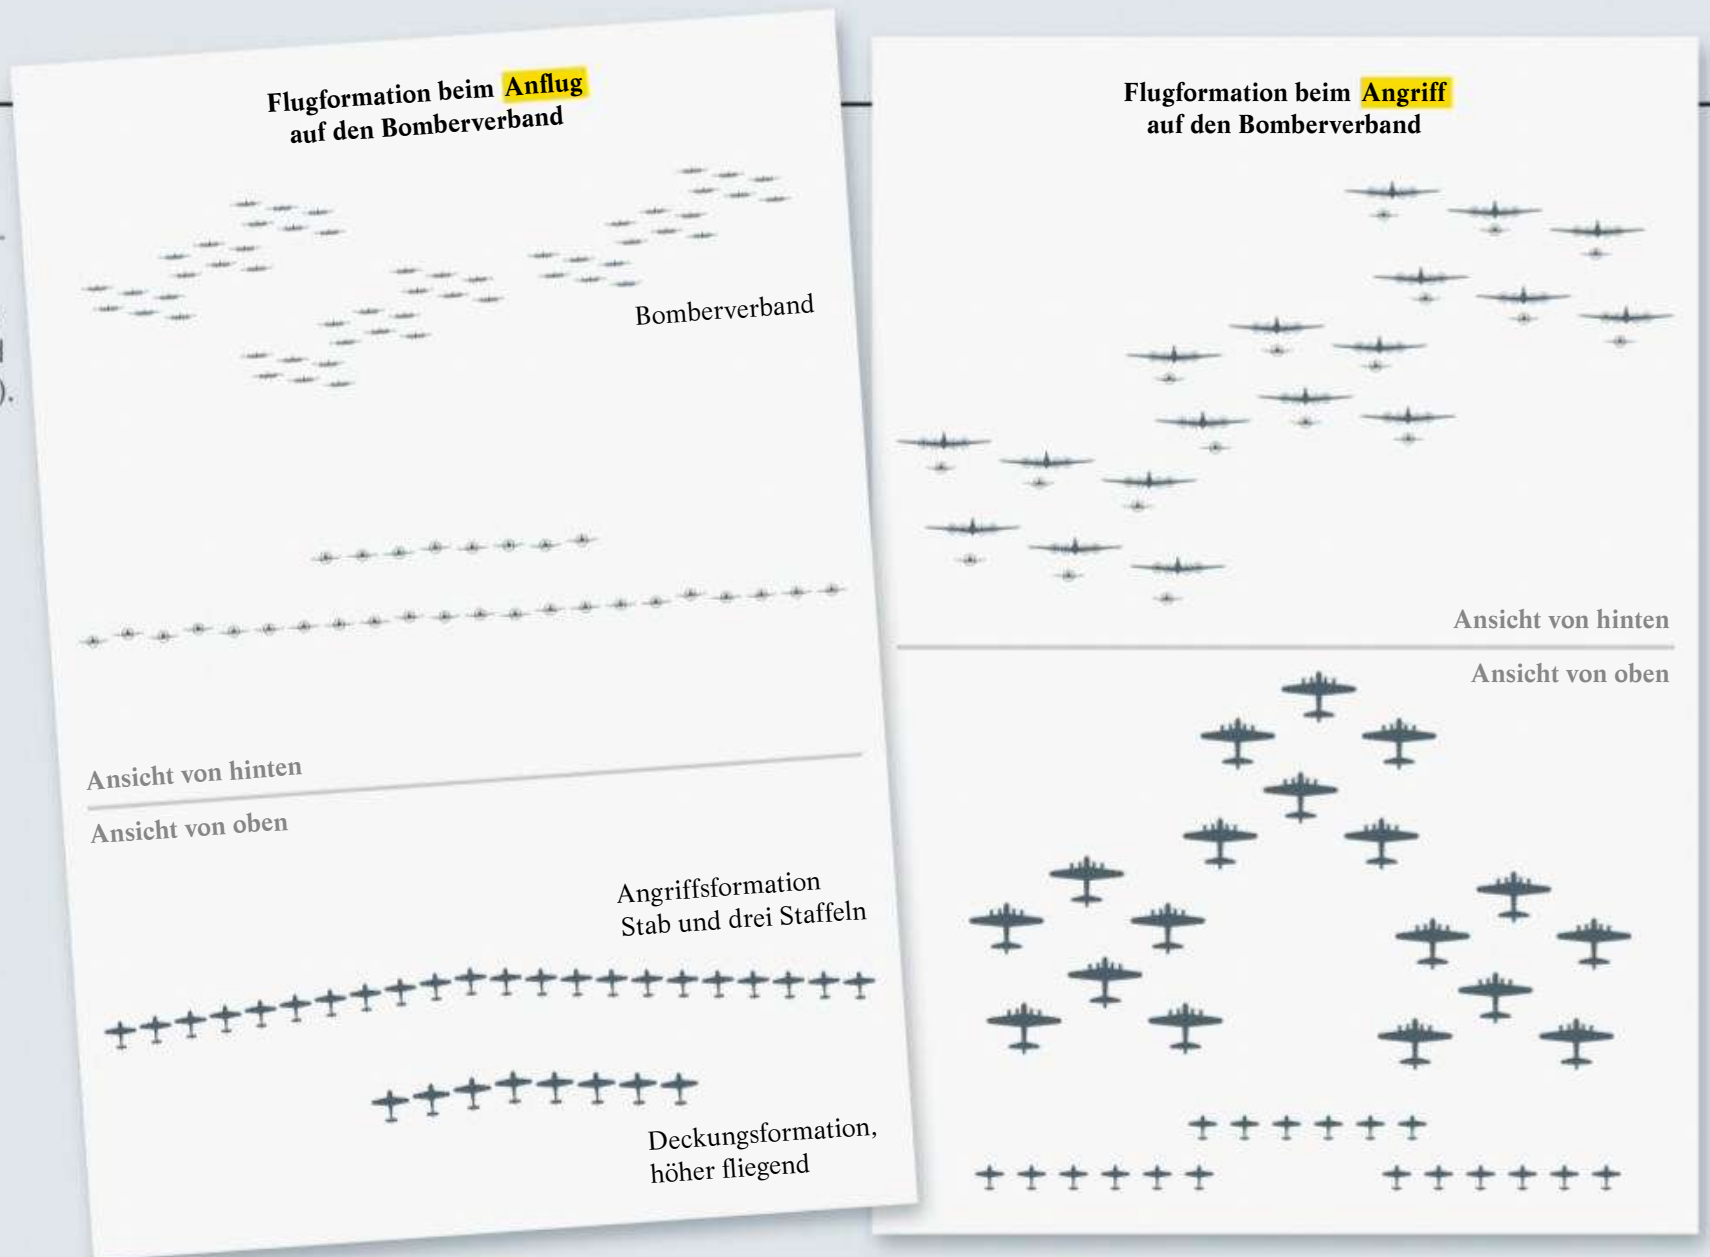 Flugformation beim Anflug
auf den Bomberverband
Bomberverband
Ansicht von hinten
Ansicht von oben
Angriffsformation
Stab und drei Staffeln
Deckungsformation,
höher fliegend
Flugformation beim Angriff
auf den Bomberverband
Ansicht von hinten
Ansicht von oben